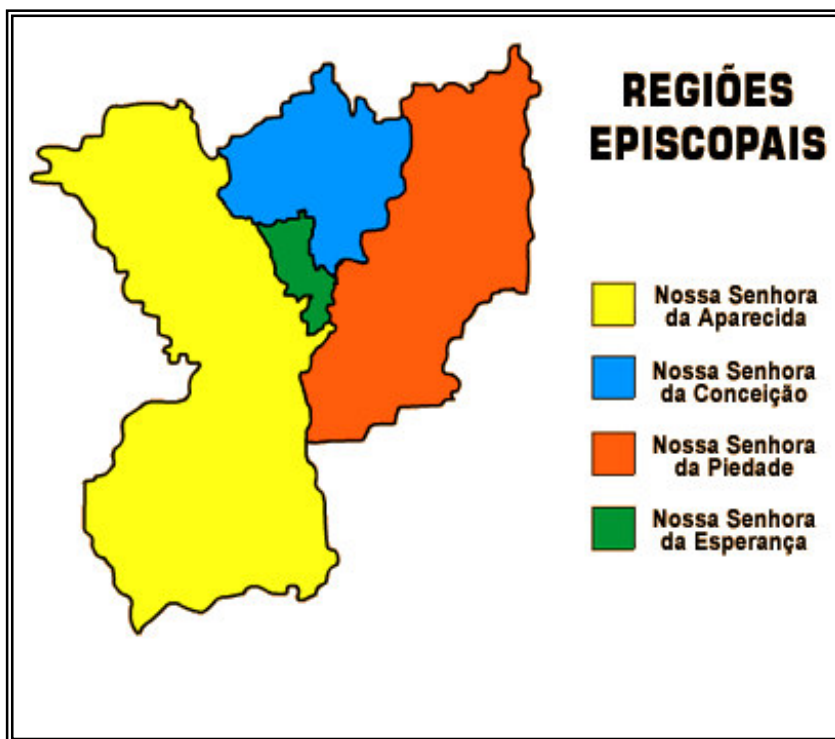 REGIÕES
EPISCOPAIS
Nossa Senhora
da Aparecida
Nossa Senhora
da Conceição
Nossa Senhora
da Piedade
Nossa Senhora
da Esperança